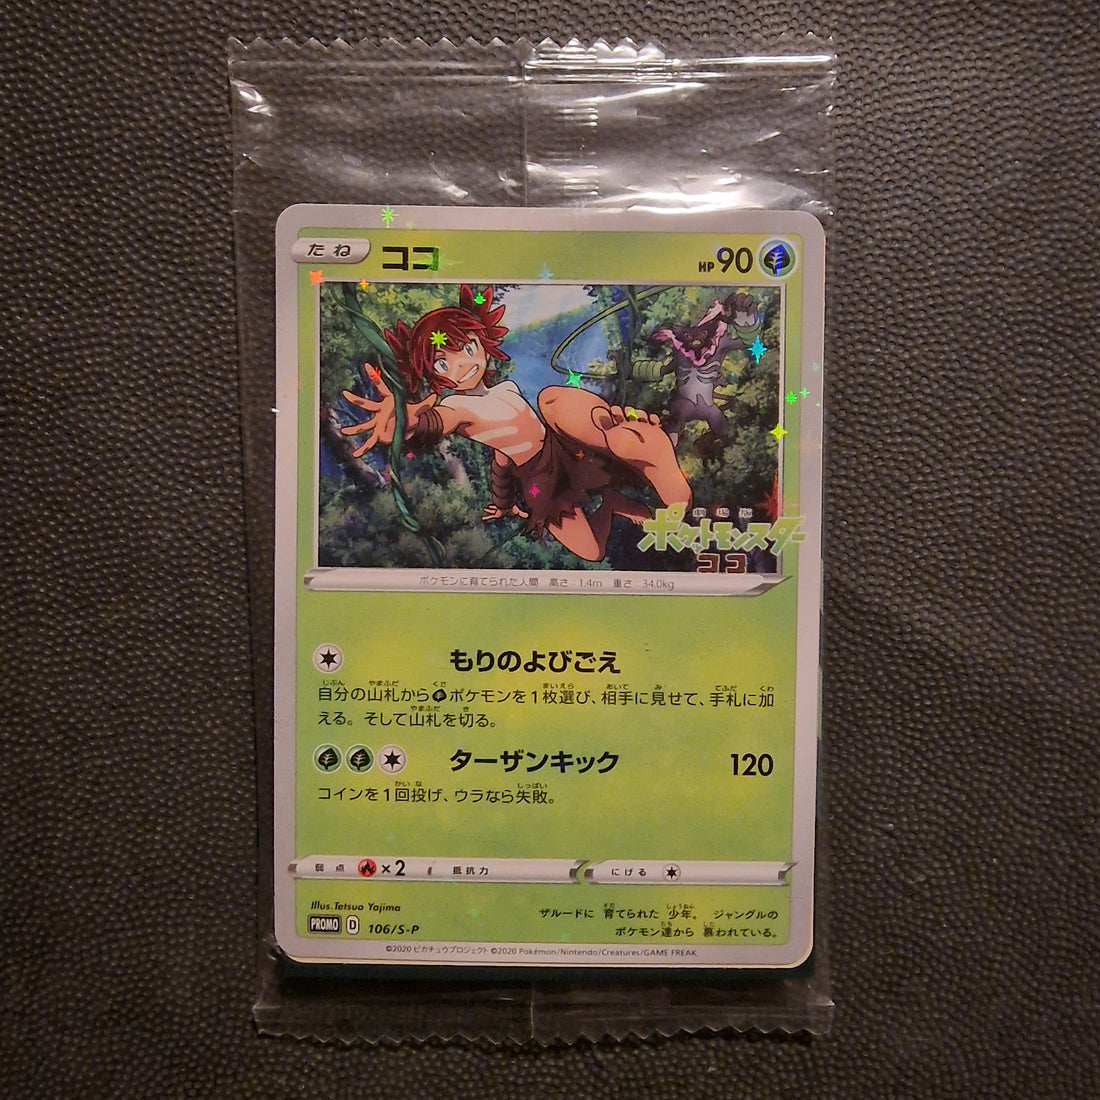 たね ココ HP90
劇場版
ポケットモンスター
ココ
ポケモンに育てられた人間 高さ:1.4m 重さ:34.0kg
もりのよびごえ
自分の山札からポケモンを1枚選び、相手に見せて、手札に加
える。そして山札を切る。
ターザンキック 120
コインを1回投げ、ウラなら失敗。
弱点 ×2 抵抗力 にげる
Illus.Tetsuo Yajima
ザルードに育てられた少年。ジャングルの
ポケモン達から慕われている。
PROMO D 106/S-P
©2020 ピカチュウプロジェクト ©2020 Pokémon/Nintendo/Creatures/GAME FREAK.